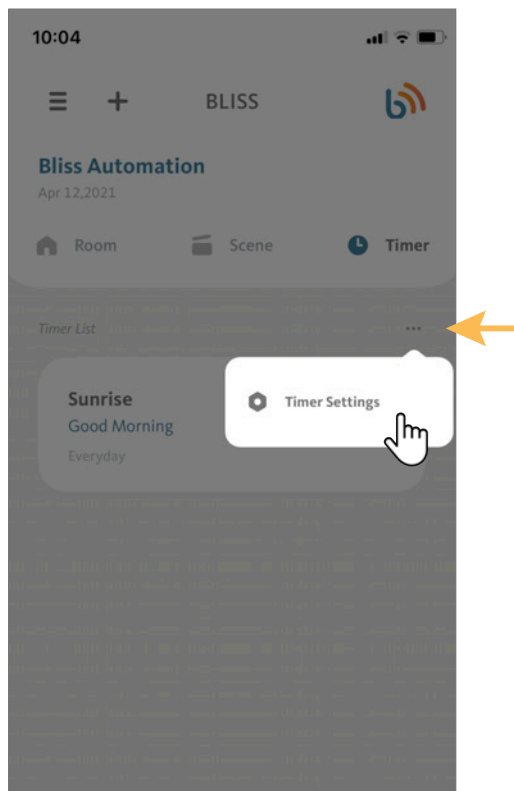 10:04
BLISS
Bliss Automation
Apr 12,2021
Room Scene Timer
Timer List
Sunrise
Timer Settings
Good Morning
Everyday